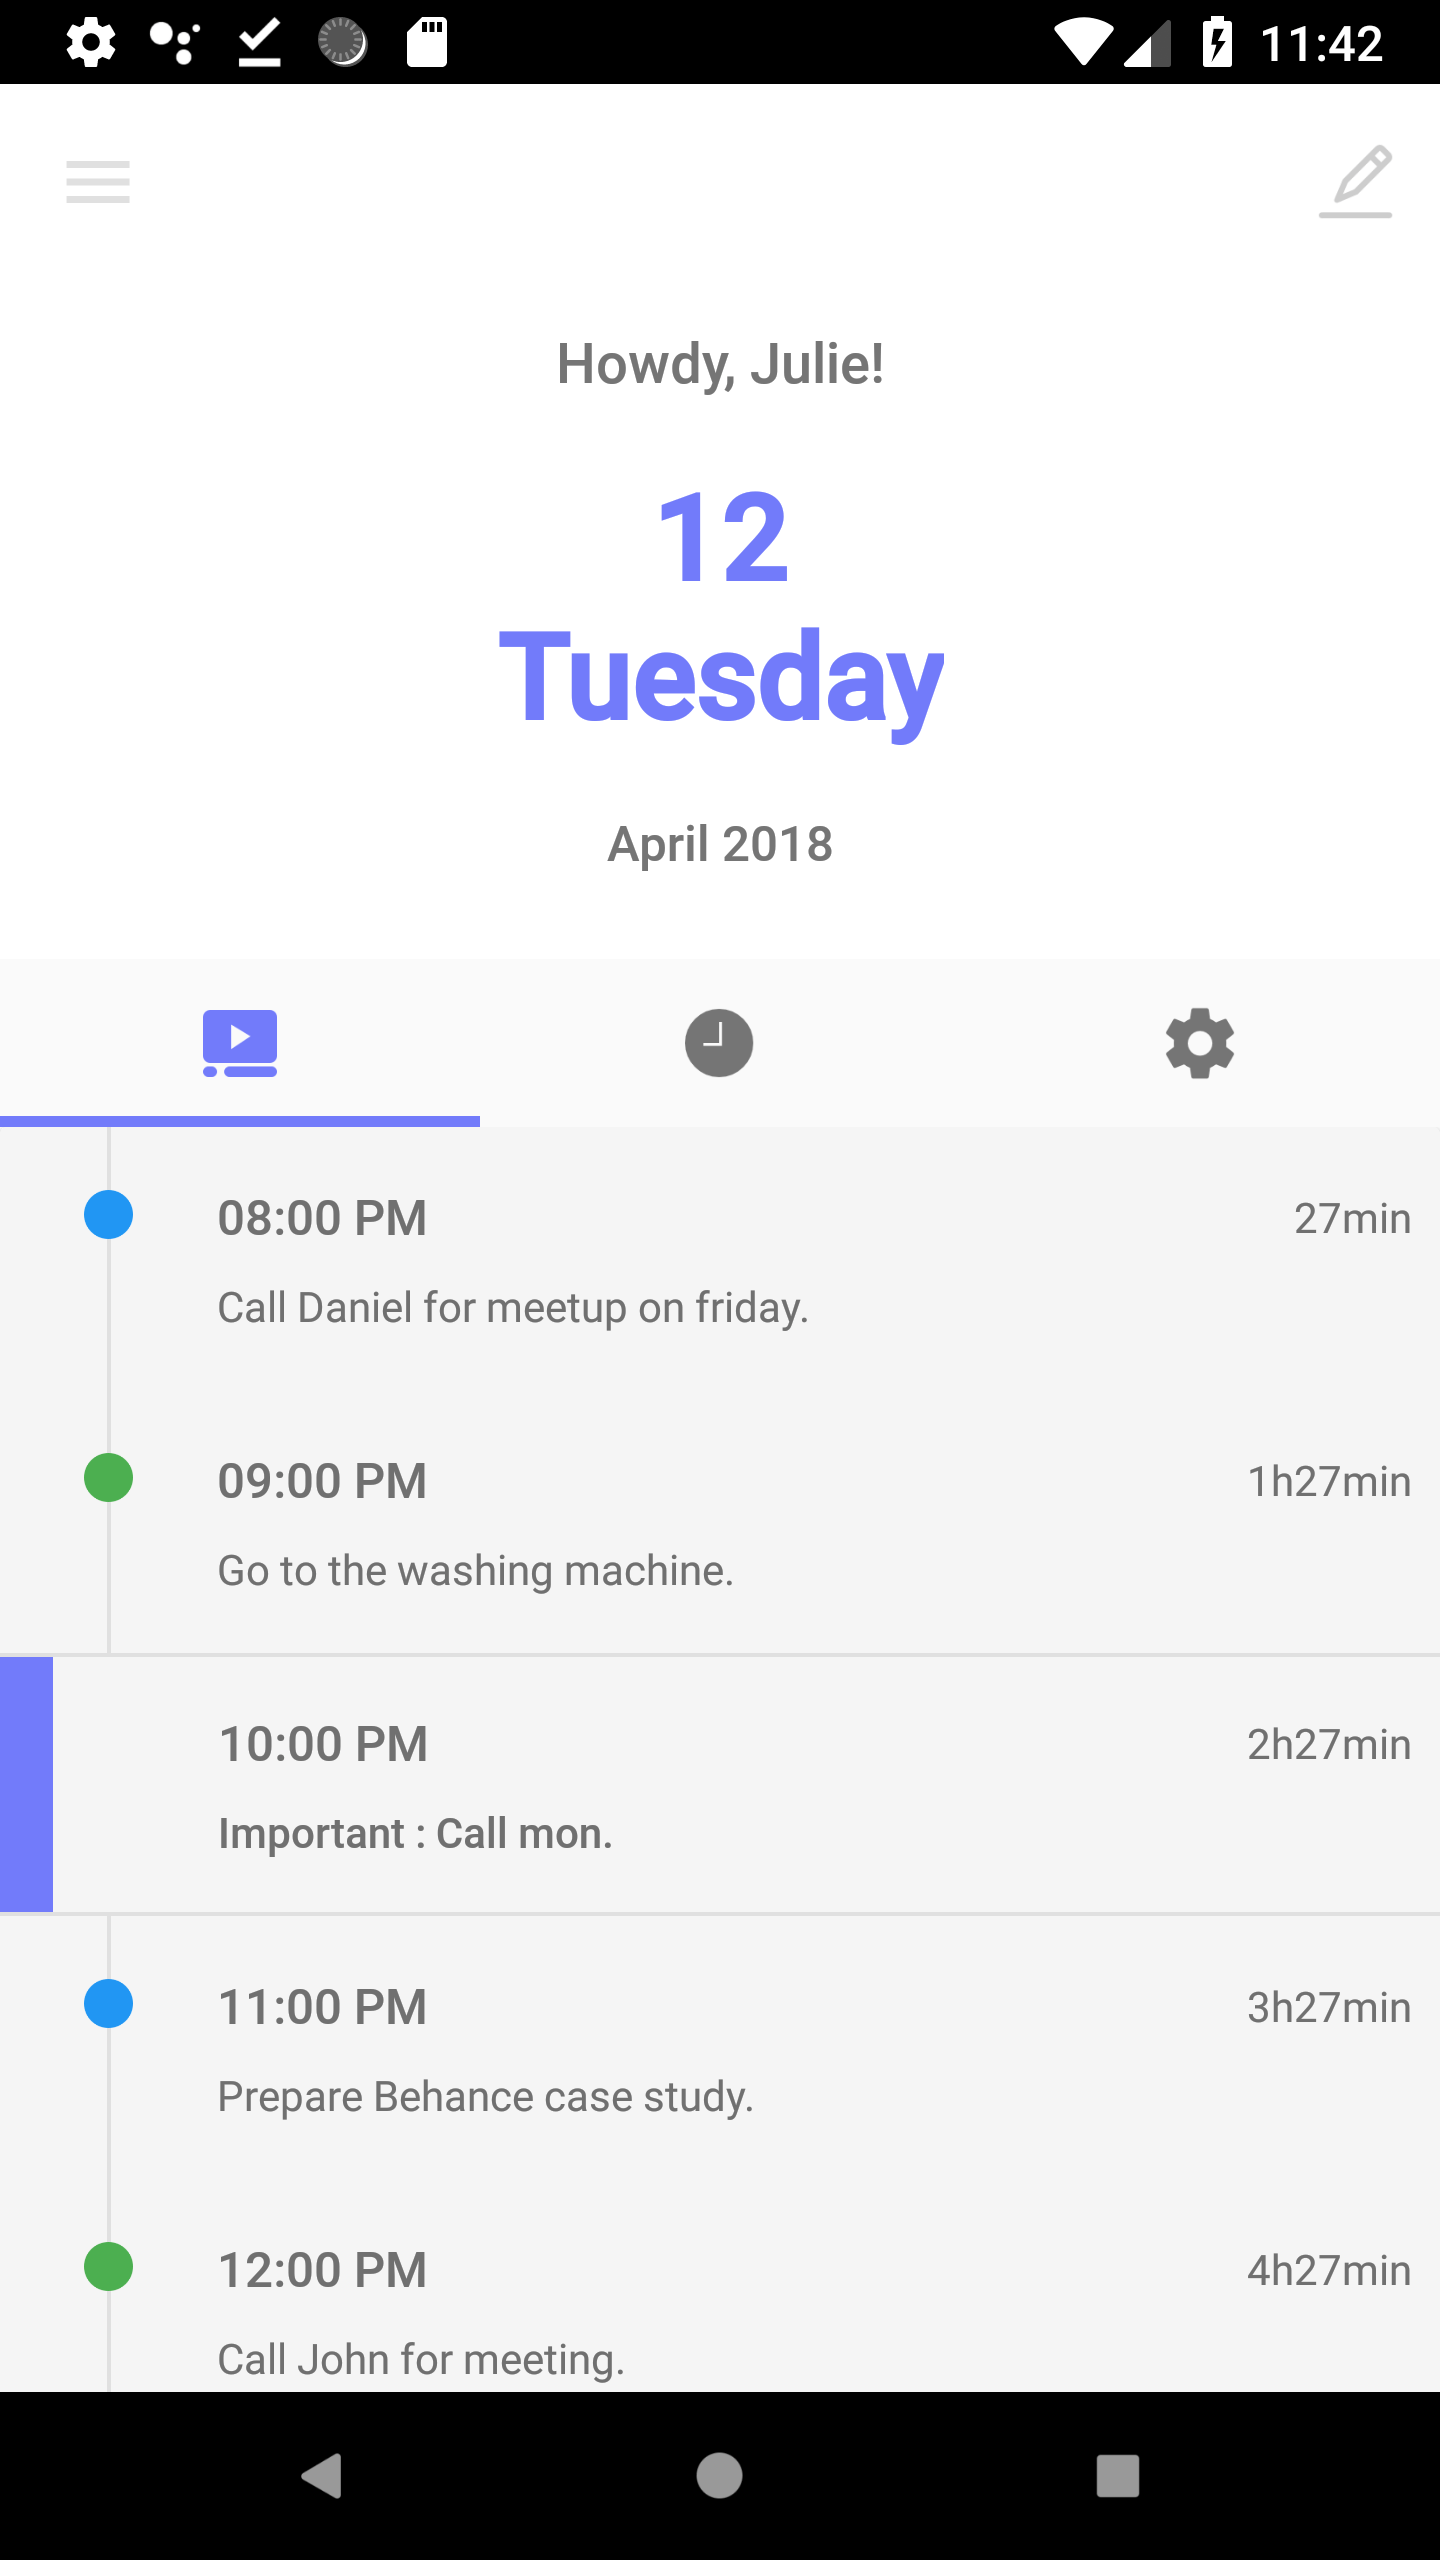 11:42
Howdy, Julie!
12
Tuesday
April 2018
08:00 PM 27min
Call Daniel for meetup on friday.
09:00 PM 1h27min
Go to the washing machine.
10:00 PM 2h27min
Important : Call mon.
11:00 PM 3h27min
Prepare Behance case study.
12:00 PM 4h27min
Call John for meeting.